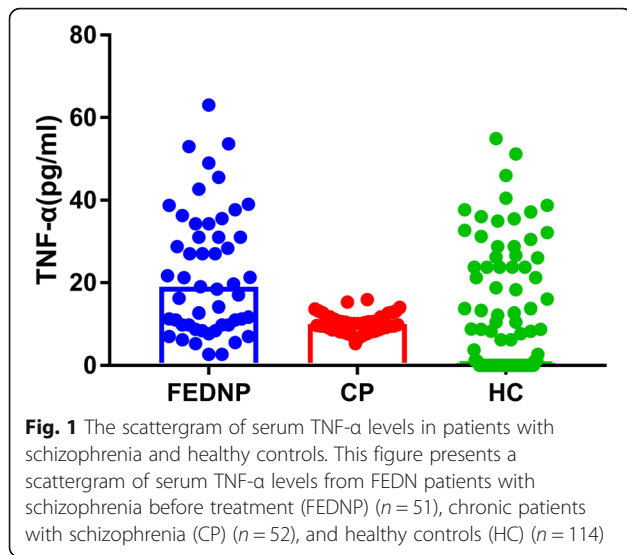 80
60
40
20
0
TNF-α(pg/ml)
FEDNP CP HC
Fig. 1 The scattergram of serum TNF-α levels in patients with
schizophrenia and healthy controls. This figure presents a
scattergram of serum TNF-α levels from FEDN patients with
schizophrenia before treatment (FEDNP) (n = 51), chronic patients
with schizophrenia (CP) (n = 52), and healthy controls (HC) (n = 114)